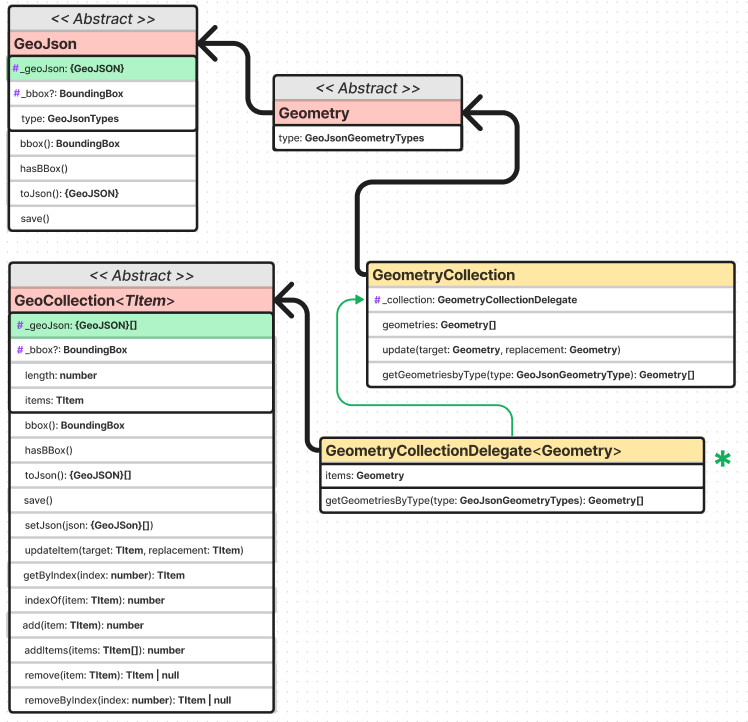 << Abstract >>
GeoJson
#_geoJson: {GeoJSON}
#_bbox?: BoundingBox
type: GeoJsonTypes
bbox(): BoundingBox
hasBBox()
toJson(): {GeoJSON}
save()
<< Abstract >>
Geometry
type: GeoJsonGeometryTypes
GeometryCollection
# _collection: GeometryCollectionDelegate
geometries: Geometry[]
update(target: Geometry, replacement: Geometry)
getGeometriesbyType(type: GeoJsonGeometryType): Geometry[]
<< Abstract >>
GeoCollection<TItem>
# _geoJson: {GeoJSON}[]
# _bbox?: BoundingBox
length: number
items: TItem
bbox(): BoundingBox
hasBBox()
toJson(): {GeoJSON}[]
save()
setJson(json: {GeoJSon}[])
updateItem(target: TItem, replacement: TItem)
getByIndex(index: number): TItem
indexOf(item: TItem): number
add(item: TItem): number
addItems(items: TItem[]): number
remove(item: TItem): TItem | null
removeByIndex(index: number): TItem | null
GeometryCollectionDelegate<Geometry>
*
items: Geometry
getGeometriesByType(type: GeoJsonGeometryTypes): Geometry[]